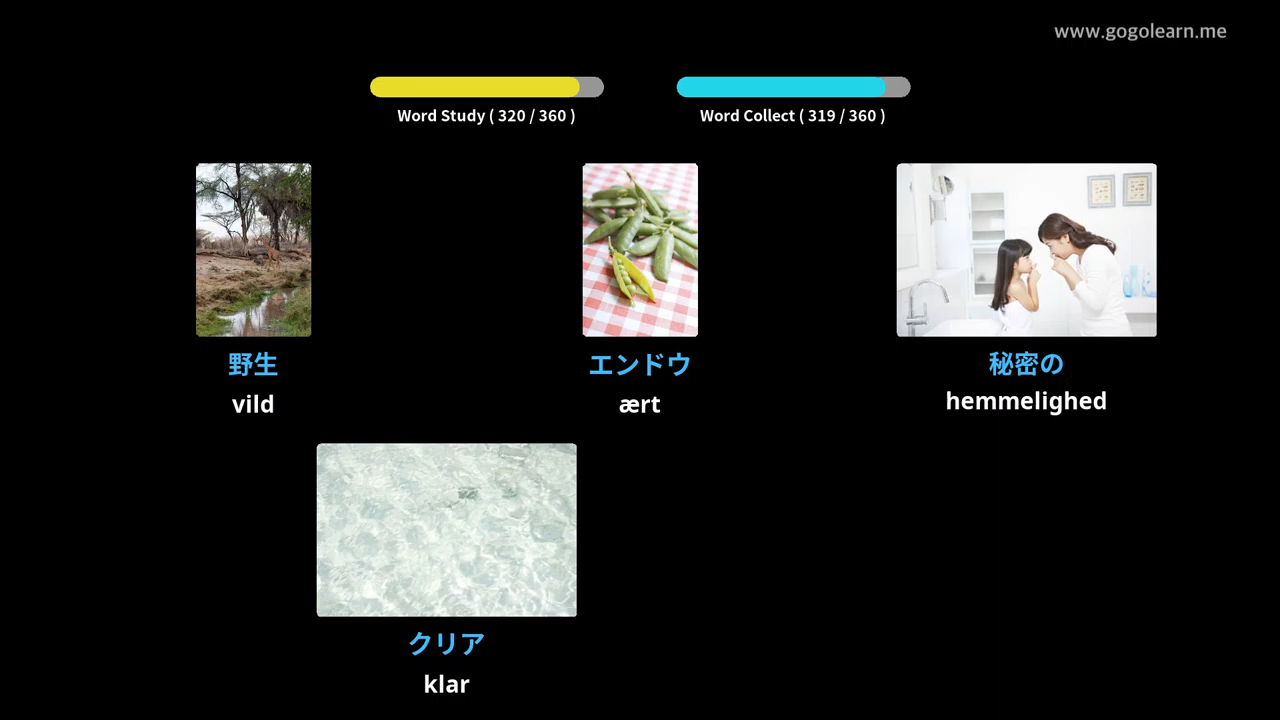 www.gogolearn.me
Word Study ( 320 / 360 )
Word Collect ( 319 / 360 )
野生
vild
エンドウ
ært
秘密の
hemmelighed
クリア
klar